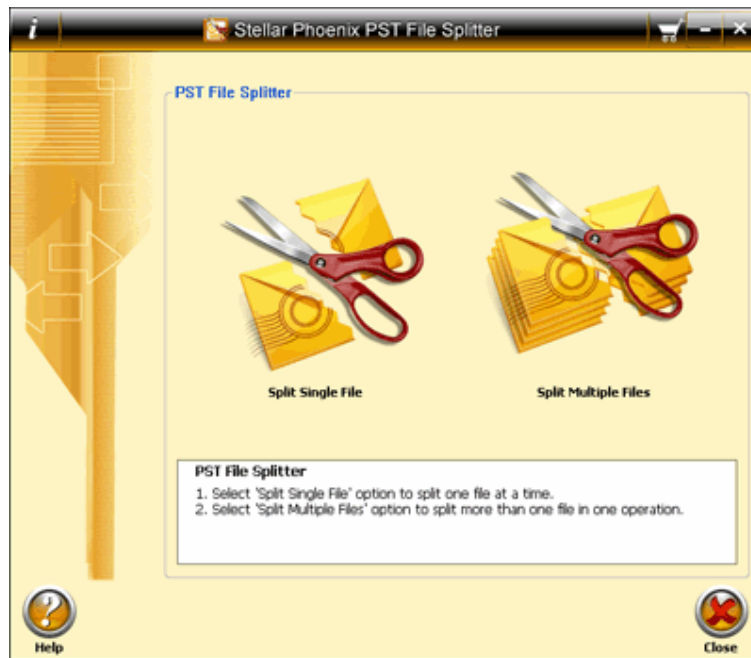 i
Stellar Phoenix PST File Splitter
PST File Splitter
Split Single File
Split Multiple Files
PST File Splitter
1. Select 'Split Single File' option to split one file at a time.
2. Select 'Split Multiple Files' option to split more than one file in one operation.
?
Help
Close